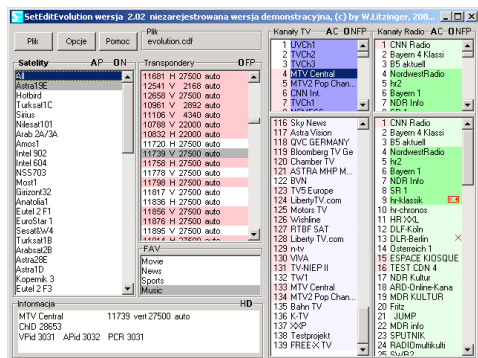 SetEditEvolution wersja 2.02 niezarejestrowana wersja demonstracyjna, (c) by W.Litzinger, 200...
Plik
Opcje
Pomoc
Plik
evolution.cdf
Satelity AP ON
All
Astra19E
Hotbird
Turksat1C
Sirius
Nilesat101
Arab 2A/3A
Amos1
Intel 902
Intel 604
NSS703
Most1
Girizont32
Anatolia1
Eutel 2 F1
EuroStar 1
Sesat&W4
Turksat1B
Arabsat2B
Astra28E
Astra1D
Kopernik 3
Eutel 2 F3
Transpondery OFP
11681 H 27500 auto
12541 V 2168 auto
12658 V 27500 auto
10961 V 2892 auto
11106 V 4340 auto
10788 V 22000 auto
10832 H 22000 auto
11720 H 27500 auto
11739 V 27500 auto
11758 H 27500 auto
11778 V 27500 auto
11798 H 27500 auto
11817 V 27500 auto
11836 H 27500 auto
11856 V 27500 auto
11876 H 27500 auto
11895 V 27500 auto
11914 H 27500 auto
FAV
Movie
News
Sports
Music
Informacja HD
MTV Central 11739 vert 27500 auto
ChID 28653
VPid 3031 APid 3032 PCR 3031
Kanały TV AC ONFP
1 UVCh1
2 TVCh2
3 TVCh3
4 MTV Central
5 MTV2 Pop Chan...
6 CNN Int.
7 TVCh1
116 Sky News
117 Astra Vision
118 QVC GERMANY
119 Bloomberg TV Ge
120 Chamber TV
121 ASTRA MHP M...
122 BVN
123 TV5 Europe
124 LibertyTV.com
125 Motors TV
126 Wishline
127 RTBF SAT
128 Liberty TV.com
129 n-tv
130 VIVA
131 TV-NIEP II
132 TW1
133 MTV Central
134 MTV2 Pop Chan...
135 Bahn TV
136 K-TV
137 XXP
138 Testprojekt
139 FREE-X TV
Kanały Radio AC ONFP
1 CNN Radio
2 Bayern 4 Klassi
3 B5 aktuell
4 NordwestRadio
5 hr2
6 Bayern 1
7 NDR Info
1 CNN Radio
2 Bayern 4 Klassi
3 B5 aktuell
4 NordwestRadio
5 hr2
6 Bayern 1
7 NDR Info
8 SR 1
9 hr-klassik
10 hr-chronos
11 HR XXL
12 DLF-Köln
13 DLR-Berlin
14 Österreich 1
15 ESPACE KIOSQUE
16 TEST CDN 4
17 NDR Kultur
18 ARD-Online-Kana
19 MDR KULTUR
20 Fritz
21 JUMP
22 MDR info
23 SPUTNIK
24 RADIOmultikulti
25 SWR2